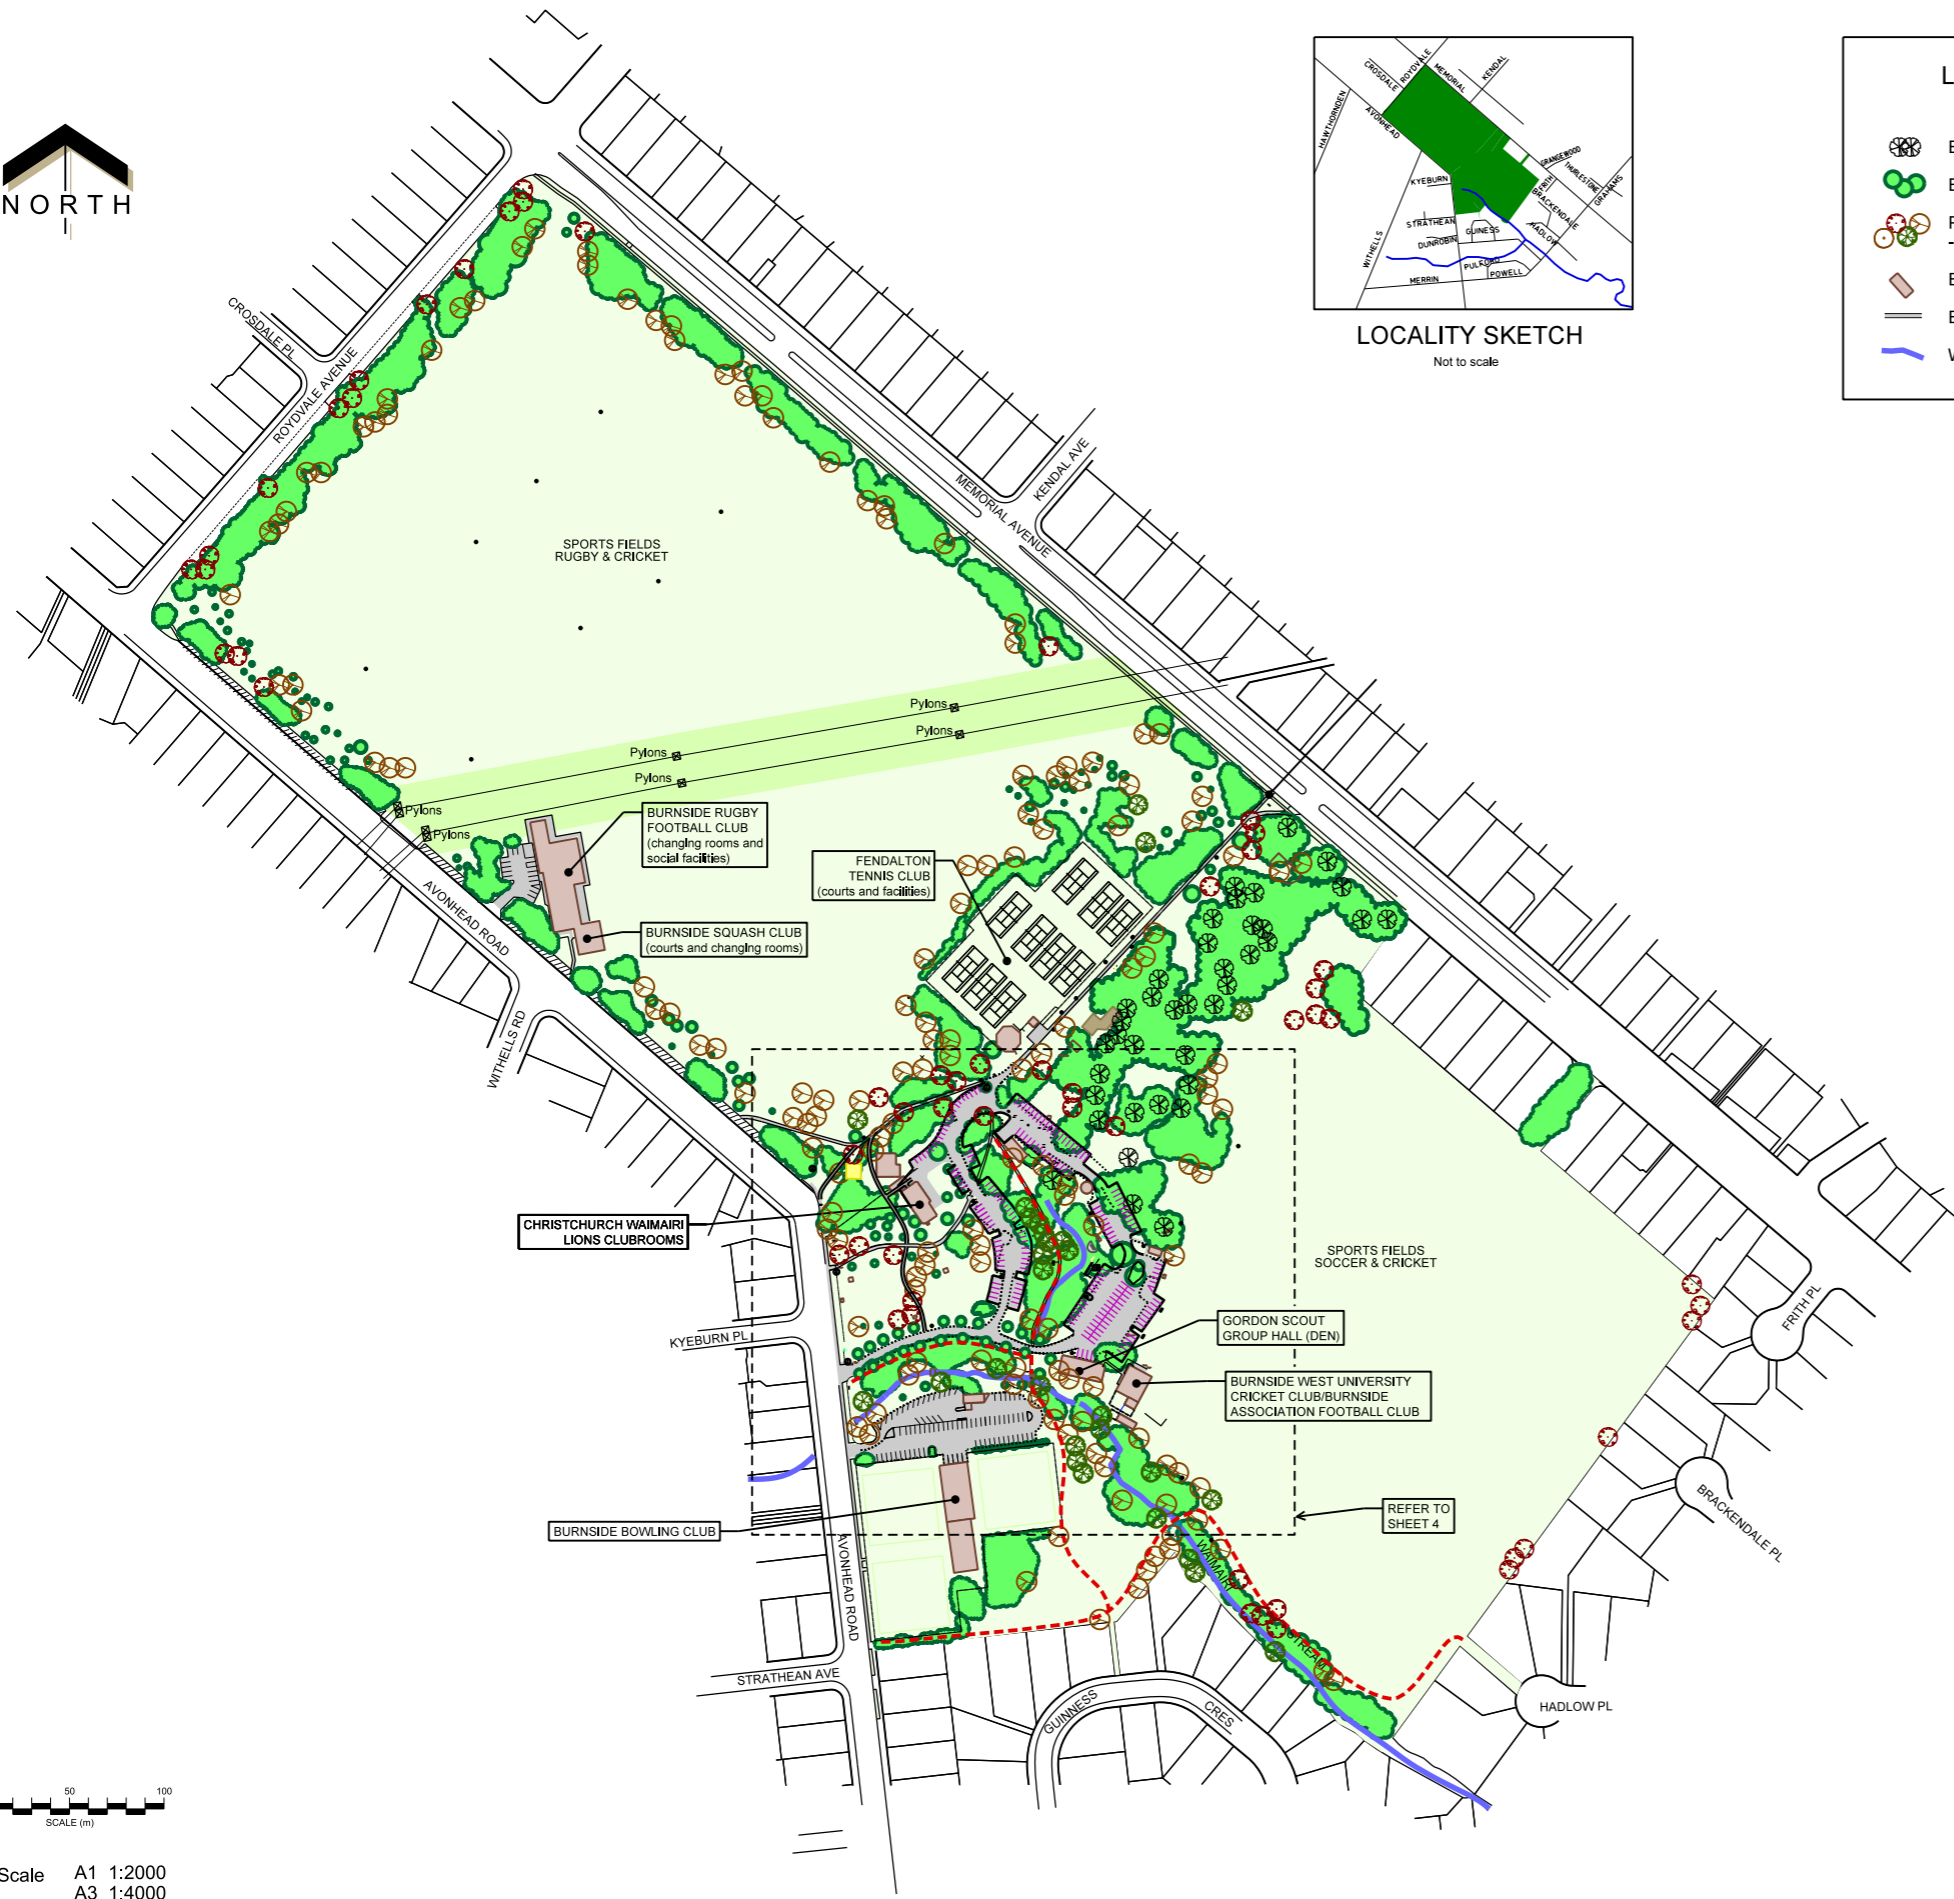 NORTH
CROSDALE
ROYDVALE
MEMORIAL
KENDAL
HAWTHORNDEN
AVONHEAD
GRANGEWOOD
THURLESTONE
GRAHAMS
FRITH
BRACKENDALE
KYEBURN
STRATHEAN
GUINESS
HADLOW
DUNROBIN
WITHELLS
PULFORD
POWELL
MERRIN
LOCALITY SKETCH
Not to scale
L
E
E
F
-
E
E
W
CROSDALE PL
ROYDVALE AVENUE
KENDAL AVE
MEMORIAL AVENUE
SPORTS FIELDS
RUGBY & CRICKET
Pylons
Pylons
Pylons
Pylons
Pylons
Pylons
BURNSIDE RUGBY
FOOTBALL CLUB
(changing rooms and
social facilities)
FENDALTON
TENNIS CLUB
(courts and facilities)
BURNSIDE SQUASH CLUB
(courts and changing rooms)
AVONHEAD ROAD
WITHELLS RD
CHRISTCHURCH WAIMAIRI
LIONS CLUBROOMS
SPORTS FIELDS
SOCCER & CRICKET
GORDON SCOUT
GROUP HALL (DEN)
FRITH PL
KYEBURN PL
BURNSIDE WEST UNIVERSITY
CRICKET CLUB/BURNSIDE
ASSOCIATION FOOTBALL CLUB
REFER TO
SHEET 4
BRACKENDALE PL
BURNSIDE BOWLING CLUB
AVONHEAD ROAD
WAIMAIRI
STREAM
STRATHEAN AVE
GUINNESS
CRES
HADLOW PL
50
100
SCALE (m)
Scale
A1 1:2000
A3 1:4000